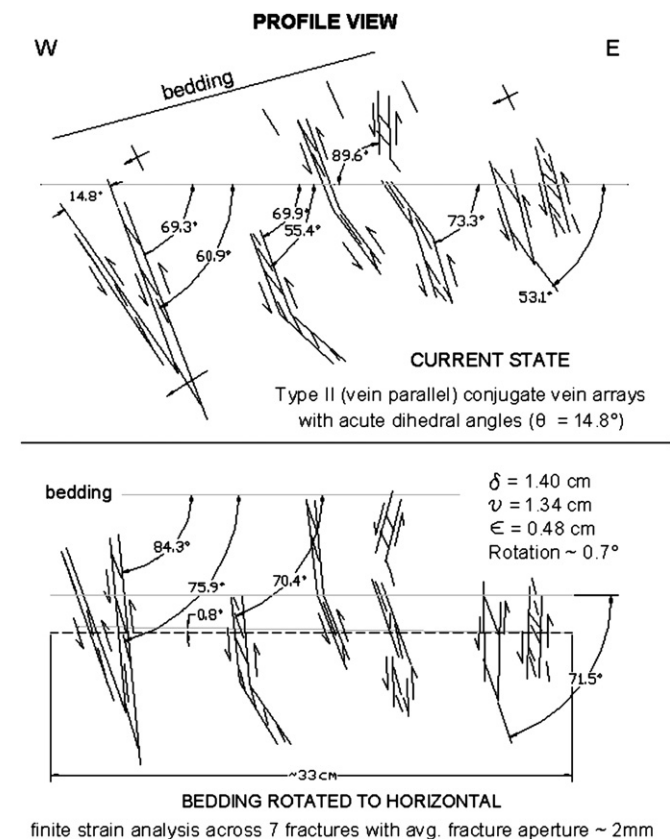 PROFILE VIEW
W
E
bedding
89.6°
14.8°
69.3°
60.9°
69.9°
55.4°
73.3°
53.1°
CURRENT STATE
Type II (vein parallel) conjugate vein arrays
with acute dihedral angles (θ = 14.8°)
bedding
δ = 1.40 cm
υ = 1.34 cm
ϵ = 0.48 cm
Rotation ~ 0.7°
84.3°
75.9°
70.4°
0.8°
71.5°
~33cm
BEDDING ROTATED TO HORIZONTAL
finite strain analysis across 7 fractures with avg. fracture aperture ~ 2mm